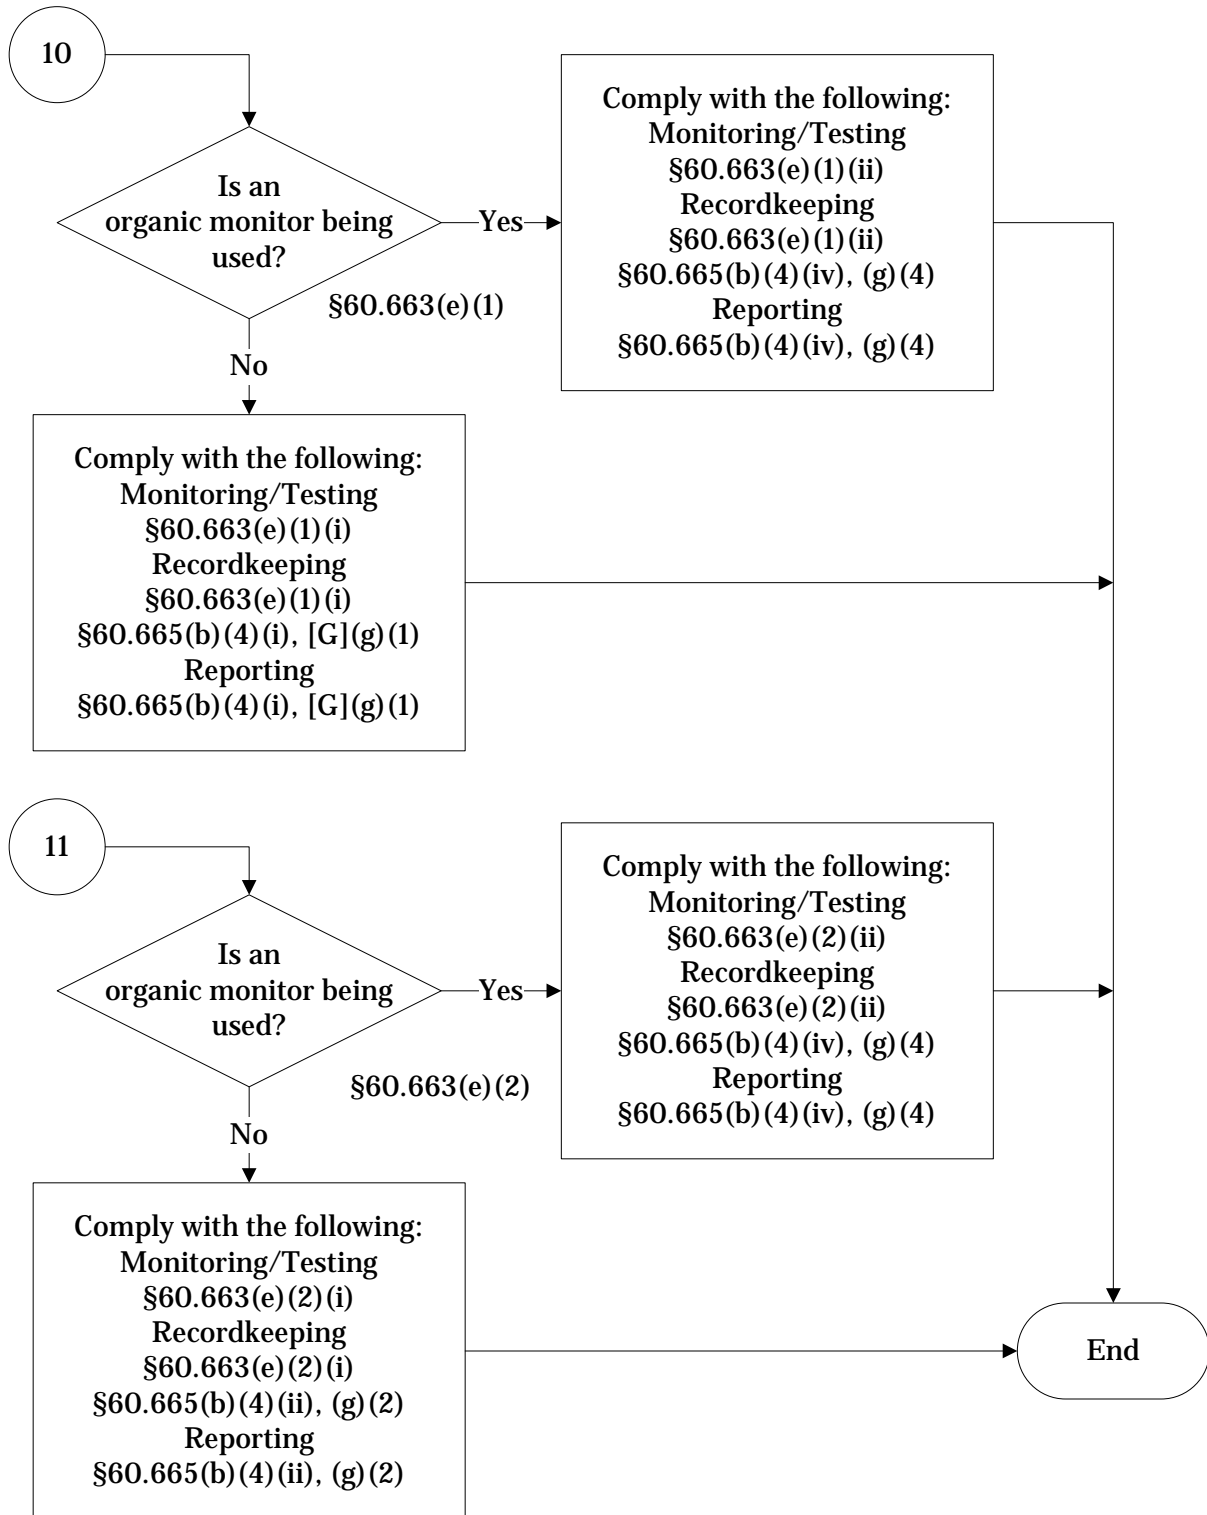 10
Is an
organic monitor being
used?
§60.663(e)(1)
Yes
Comply with the following:
Monitoring/Testing
§60.663(e)(1)(ii)
Recordkeeping
§60.663(e)(1)(ii)
§60.665(b)(4)(iv), (g)(4)
Reporting
§60.665(b)(4)(iv), (g)(4)
No
Comply with the following:
Monitoring/Testing
§60.663(e)(1)(i)
Recordkeeping
§60.663(e)(1)(i)
§60.665(b)(4)(i), [G](g)(1)
Reporting
§60.665(b)(4)(i), [G](g)(1)
11
Is an
organic monitor being
used?
§60.663(e)(2)
Yes
Comply with the following:
Monitoring/Testing
§60.663(e)(2)(ii)
Recordkeeping
§60.663(e)(2)(ii)
§60.665(b)(4)(iv), (g)(4)
Reporting
§60.665(b)(4)(iv), (g)(4)
No
Comply with the following:
Monitoring/Testing
§60.663(e)(2)(i)
Recordkeeping
§60.663(e)(2)(i)
§60.665(b)(4)(ii), (g)(2)
Reporting
§60.665(b)(4)(ii), (g)(2)
End